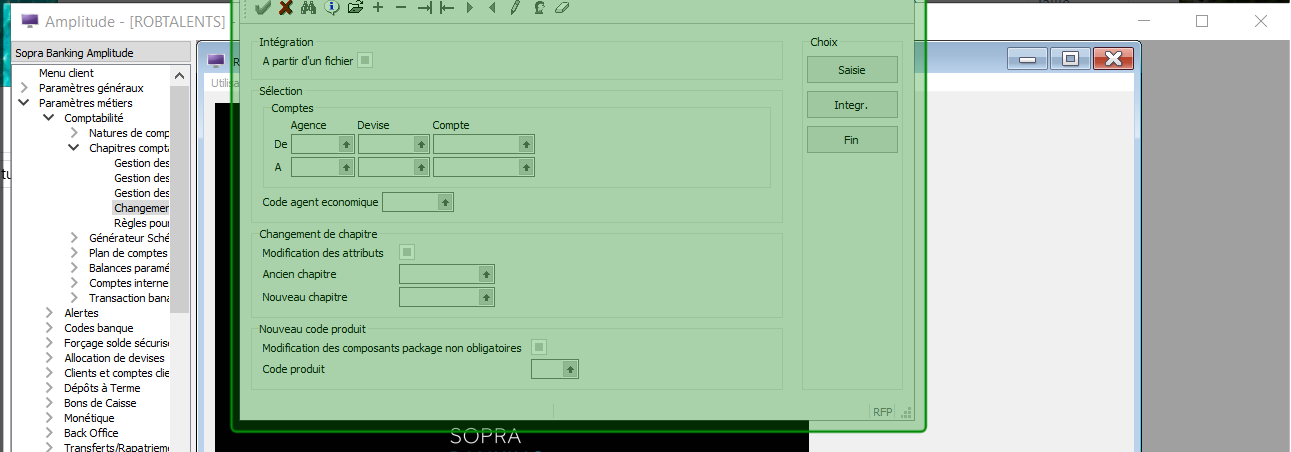 Amplitude - [ROBTALENTS]
Sopra Banking Amplitude
Menu client
Paramètres généraux
Paramètres métiers
Comptabilité
Natures de comp
Chapitres compta
Gestion des
Gestion des
Gestion des
Changemer
Règles pour
Générateur Sché
Plan de comptes
Balances paramé
Comptes interne
Transaction bana
Alertes
Codes banque
Forçage solde sécurise
Allocation de devises
Clients et comptes clie
Dépôts à Terme
Bons de Caisse
Monétique
Back Office
Transferts/Rapatrieme
R
Utilisa
Intégration
A partir d'un fichier
Sélection
Comptes
Agence Devise Compte
De
A
Code agent economique
Changement de chapitre
Modification des attributs
Ancien chapitre
Nouveau chapitre
Nouveau code produit
Modification des composants package non obligatoires
Code produit
Choix
Saisie
Integr.
Fin
RFP
SOPRA